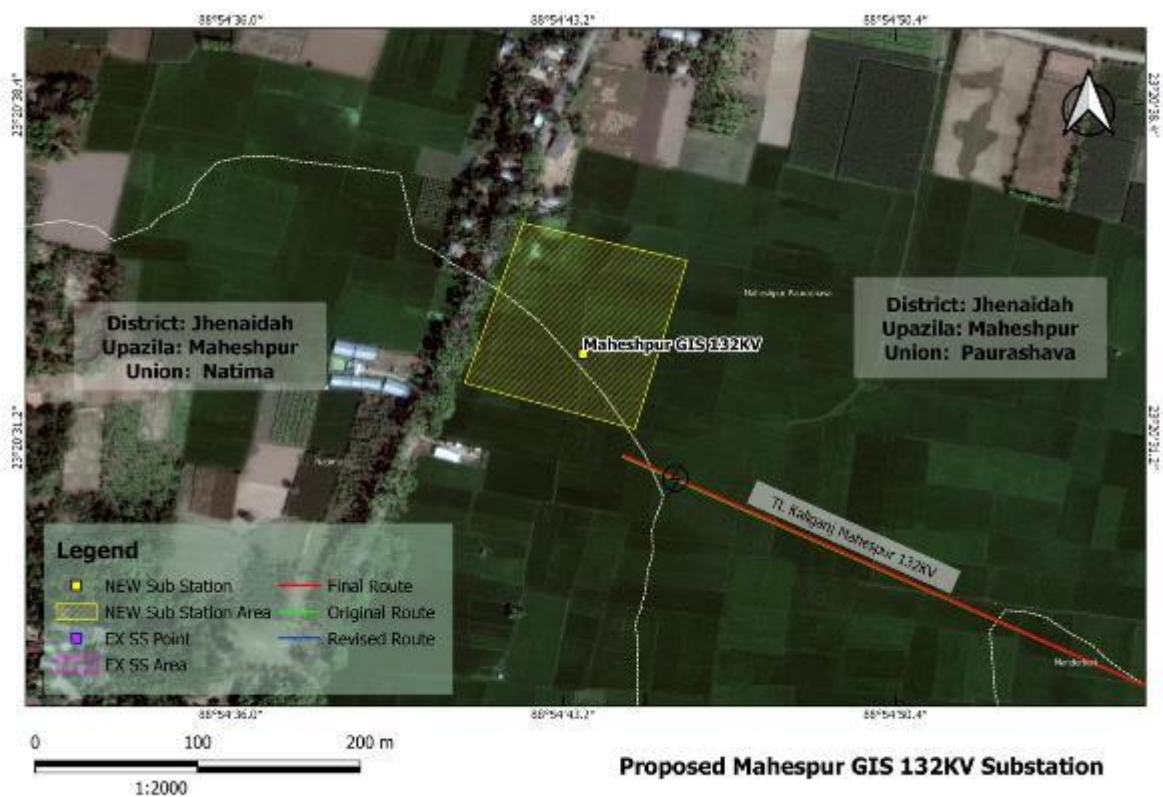 88°54'36.0" 88°54'43.2" 88°54'50.4"
23°20'38.4" 23°20'38.4"
Maheshpur Paurashava
District: Jhenaidah
Upazila: Maheshpur
Union: Natima
Maheshpur GIS 132KV
District: Jhenaidah
Upazila: Maheshpur
Union: Paurashava
23°20'31.2" 23°20'31.2"
TL Kaliganj Mahespur 132KV
Legend
NEW Sub Station
NEW Sub Station Area
EX SS Point
EX SS Area
Final Route
Original Route
Revised Route
88°54'36.0" 88°54'43.2" 88°54'50.4"
0 100 200 m
1:2000
Proposed Mahespur GIS 132KV Substation